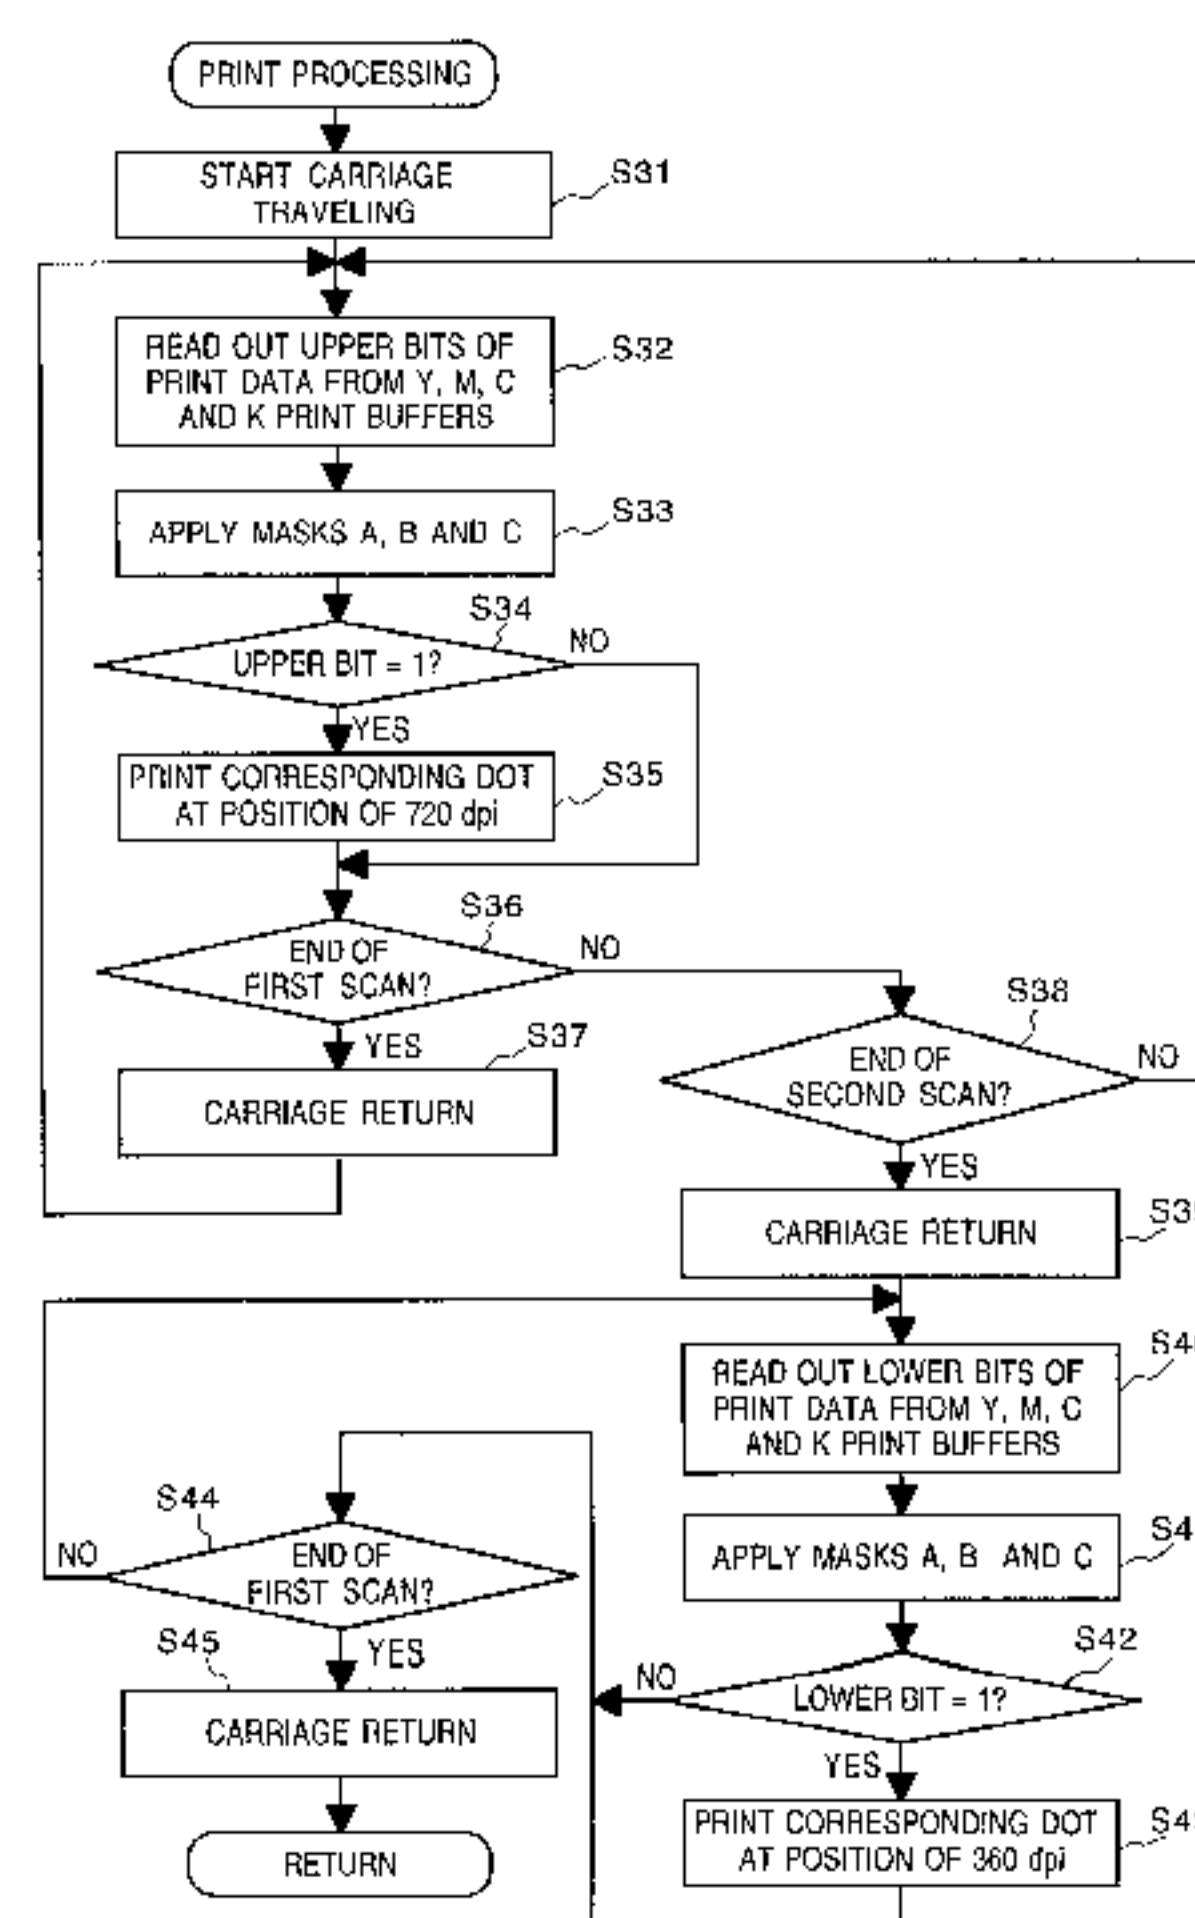 PRINT PROCESSING
START CARRIAGE
TRAVELING
S31
READ OUT UPPER BITS OF
PRINT DATA FROM Y, M, C
AND K PRINT BUFFERS
S32
APPLY MASKS A, B AND C
S33
S34
UPPER BIT = 1?
NO
YES
PRINT CORRESPONDING DOT
AT POSITION OF 720 dpi
S35
S36
END OF
FIRST SCAN?
NO
YES
S37
CARRIAGE RETURN
S38
END OF
SECOND SCAN?
NO
YES
CARRIAGE RETURN
READ OUT LOWER BITS OF
PRINT DATA FROM Y, M, C
AND K PRINT BUFFERS
APPLY MASKS A, B AND C
S42
LOWER BIT = 1?
NO
YES
PRINT CORRESPONDING DOT
AT POSITION OF 360 dpi
S44
END OF
FIRST SCAN?
NO
YES
S45
CARRIAGE RETURN
RETURN